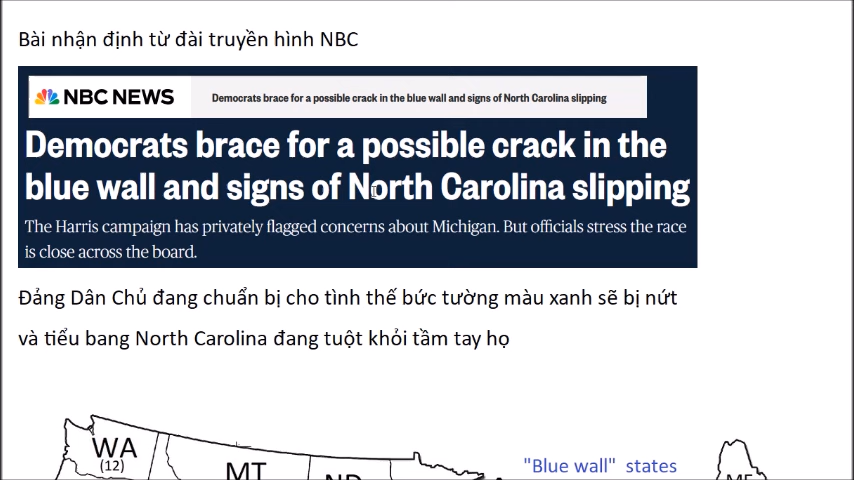 Bài nhận định từ đài truyền hình NBC
NBC NEWS
Democrats brace for a possible crack in the blue wall and signs of North Carolina slipping
Democrats brace for a possible crack in the
blue wall and signs of North Carolina slipping
The Harris campaign has privately flagged concerns about Michigan. But officials stress the race
is close across the board.
Đảng Dân Chủ đang chuẩn bị cho tình thế bức tường màu xanh sẽ bị nứt
và tiểu bang North Carolina đang tuột khỏi tầm tay họ
WA
(12)
MT
ND
"Blue wall" states
ME